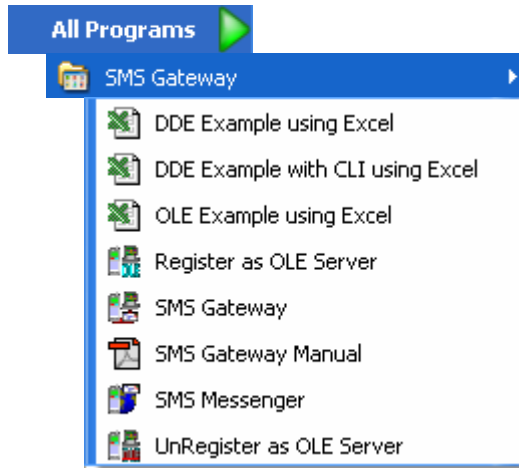 All Programs
SMS Gateway
DDE Example using Excel
DDE Example with CLI using Excel
OLE Example using Excel
Register as OLE Server
SMS Gateway
SMS Gateway Manual
SMS Messenger
UnRegister as OLE Server